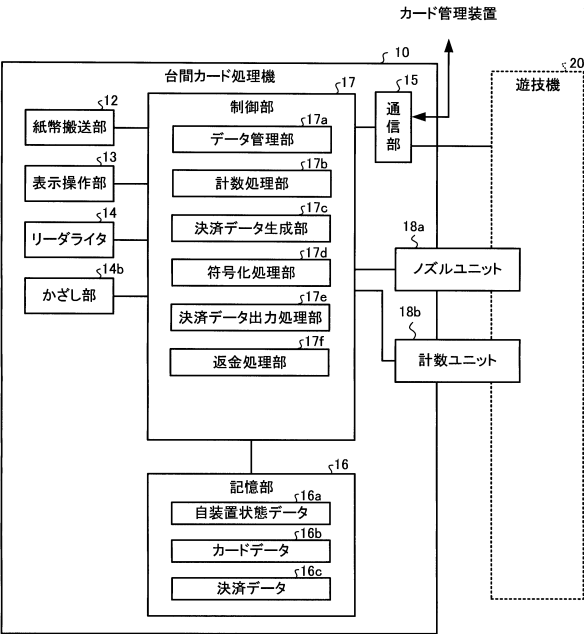 カード管理装置
10
台間カード処理機
20
遊技機
12
紙幣搬送部
13
表示操作部
14
リーダライタ
14b
かざし部
17
制御部
17a
データ管理部
17b
計数処理部
17c
決済データ生成部
17d
符号化処理部
17e
決済データ出力処理部
17f
返金処理部
15
通信部
18a
ノズルユニット
18b
計数ユニット
16
記憶部
16a
自装置状態データ
16b
カードデータ
16c
決済データ